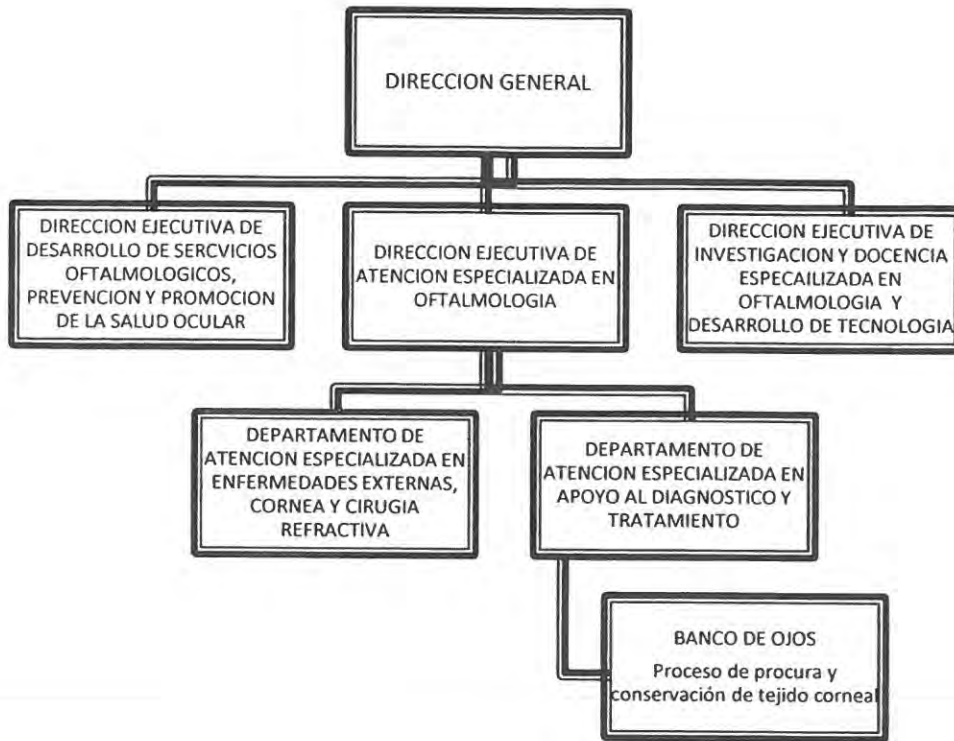 DIRECCION GENERAL
DIRECCION EJECUTIVA DE
DESARROLLO DE SERCVICIOS
OFTALMOLOGICOS,
PREVENCION Y PROMOCION
DE LA SALUD OCULAR
DIRECCION EJECUTIVA DE
ATENCION ESPECIALIZADA EN
OFTALMOLOGIA
DIRECCION EJECUTIVA DE
INVESTIGACION Y DOCENCIA
ESPECAILIZADA EN
OFTALMOLOGIA Y
DESARROLLO DE TECNOLOGIA
DEPARTAMENTO DE
ATENCION ESPECIALIZADA EN
ENFERMEDADES EXTERNAS,
CORNEA Y CIRUGIA
REFRACTIVA
DEPARTAMENTO DE
ATENCION ESPECIALIZADA EN
APOYO AL DIAGNOSTICO Y
TRATAMIENTO
BANCO DE OJOS
Proceso de procura y
conservación de tejido corneal